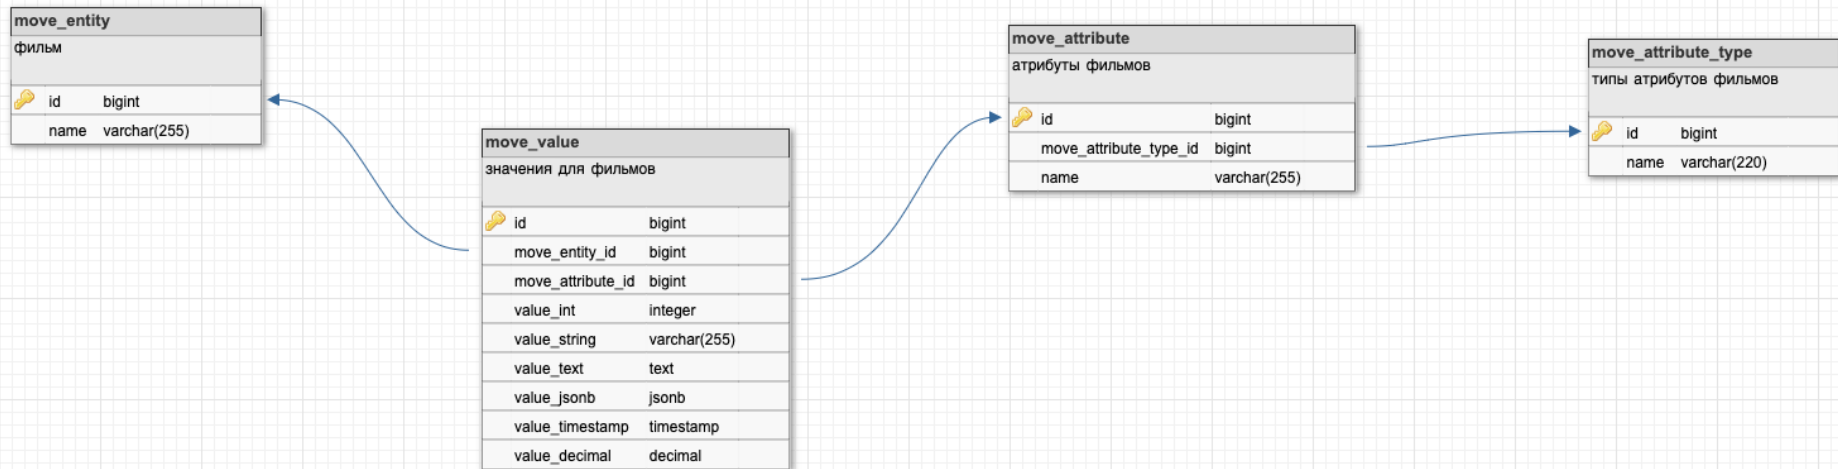 move_entity
фильм
id bigint
name varchar(255)
move_value
значения для фильмов
id bigint
move_entity_id bigint
move_attribute_id bigint
value_int integer
value_string varchar(255)
value_text text
value_jsonb jsonb
value_timestamp timestamp
value_decimal decimal
move_attribute
атрибуты фильмов
id bigint
move_attribute_type_id bigint
name varchar(255)
move_attribute_type
типы атрибутов фильмов
id bigint
name varchar(220)